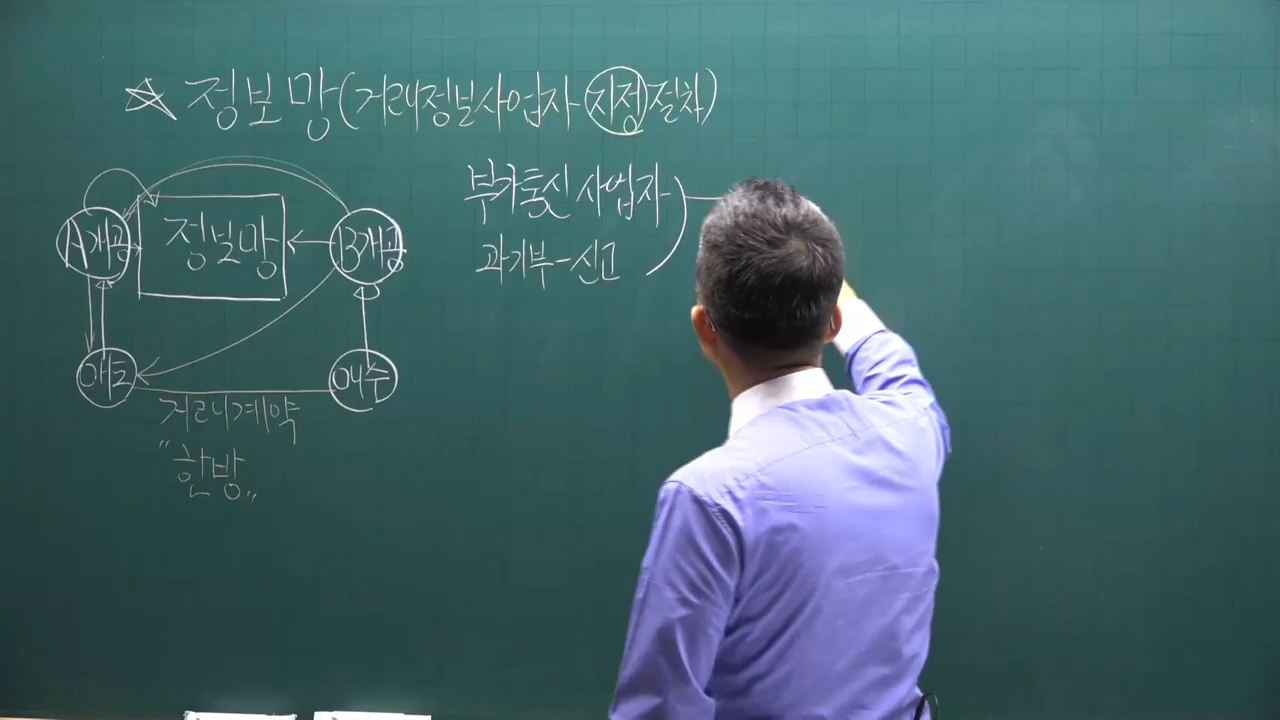 ☆ 정보망(거래정보사업자 지정절차)
부가통신사업자
과기부-신고
A개공
정보망
B개공
매도
매수
거래계약
"한방"